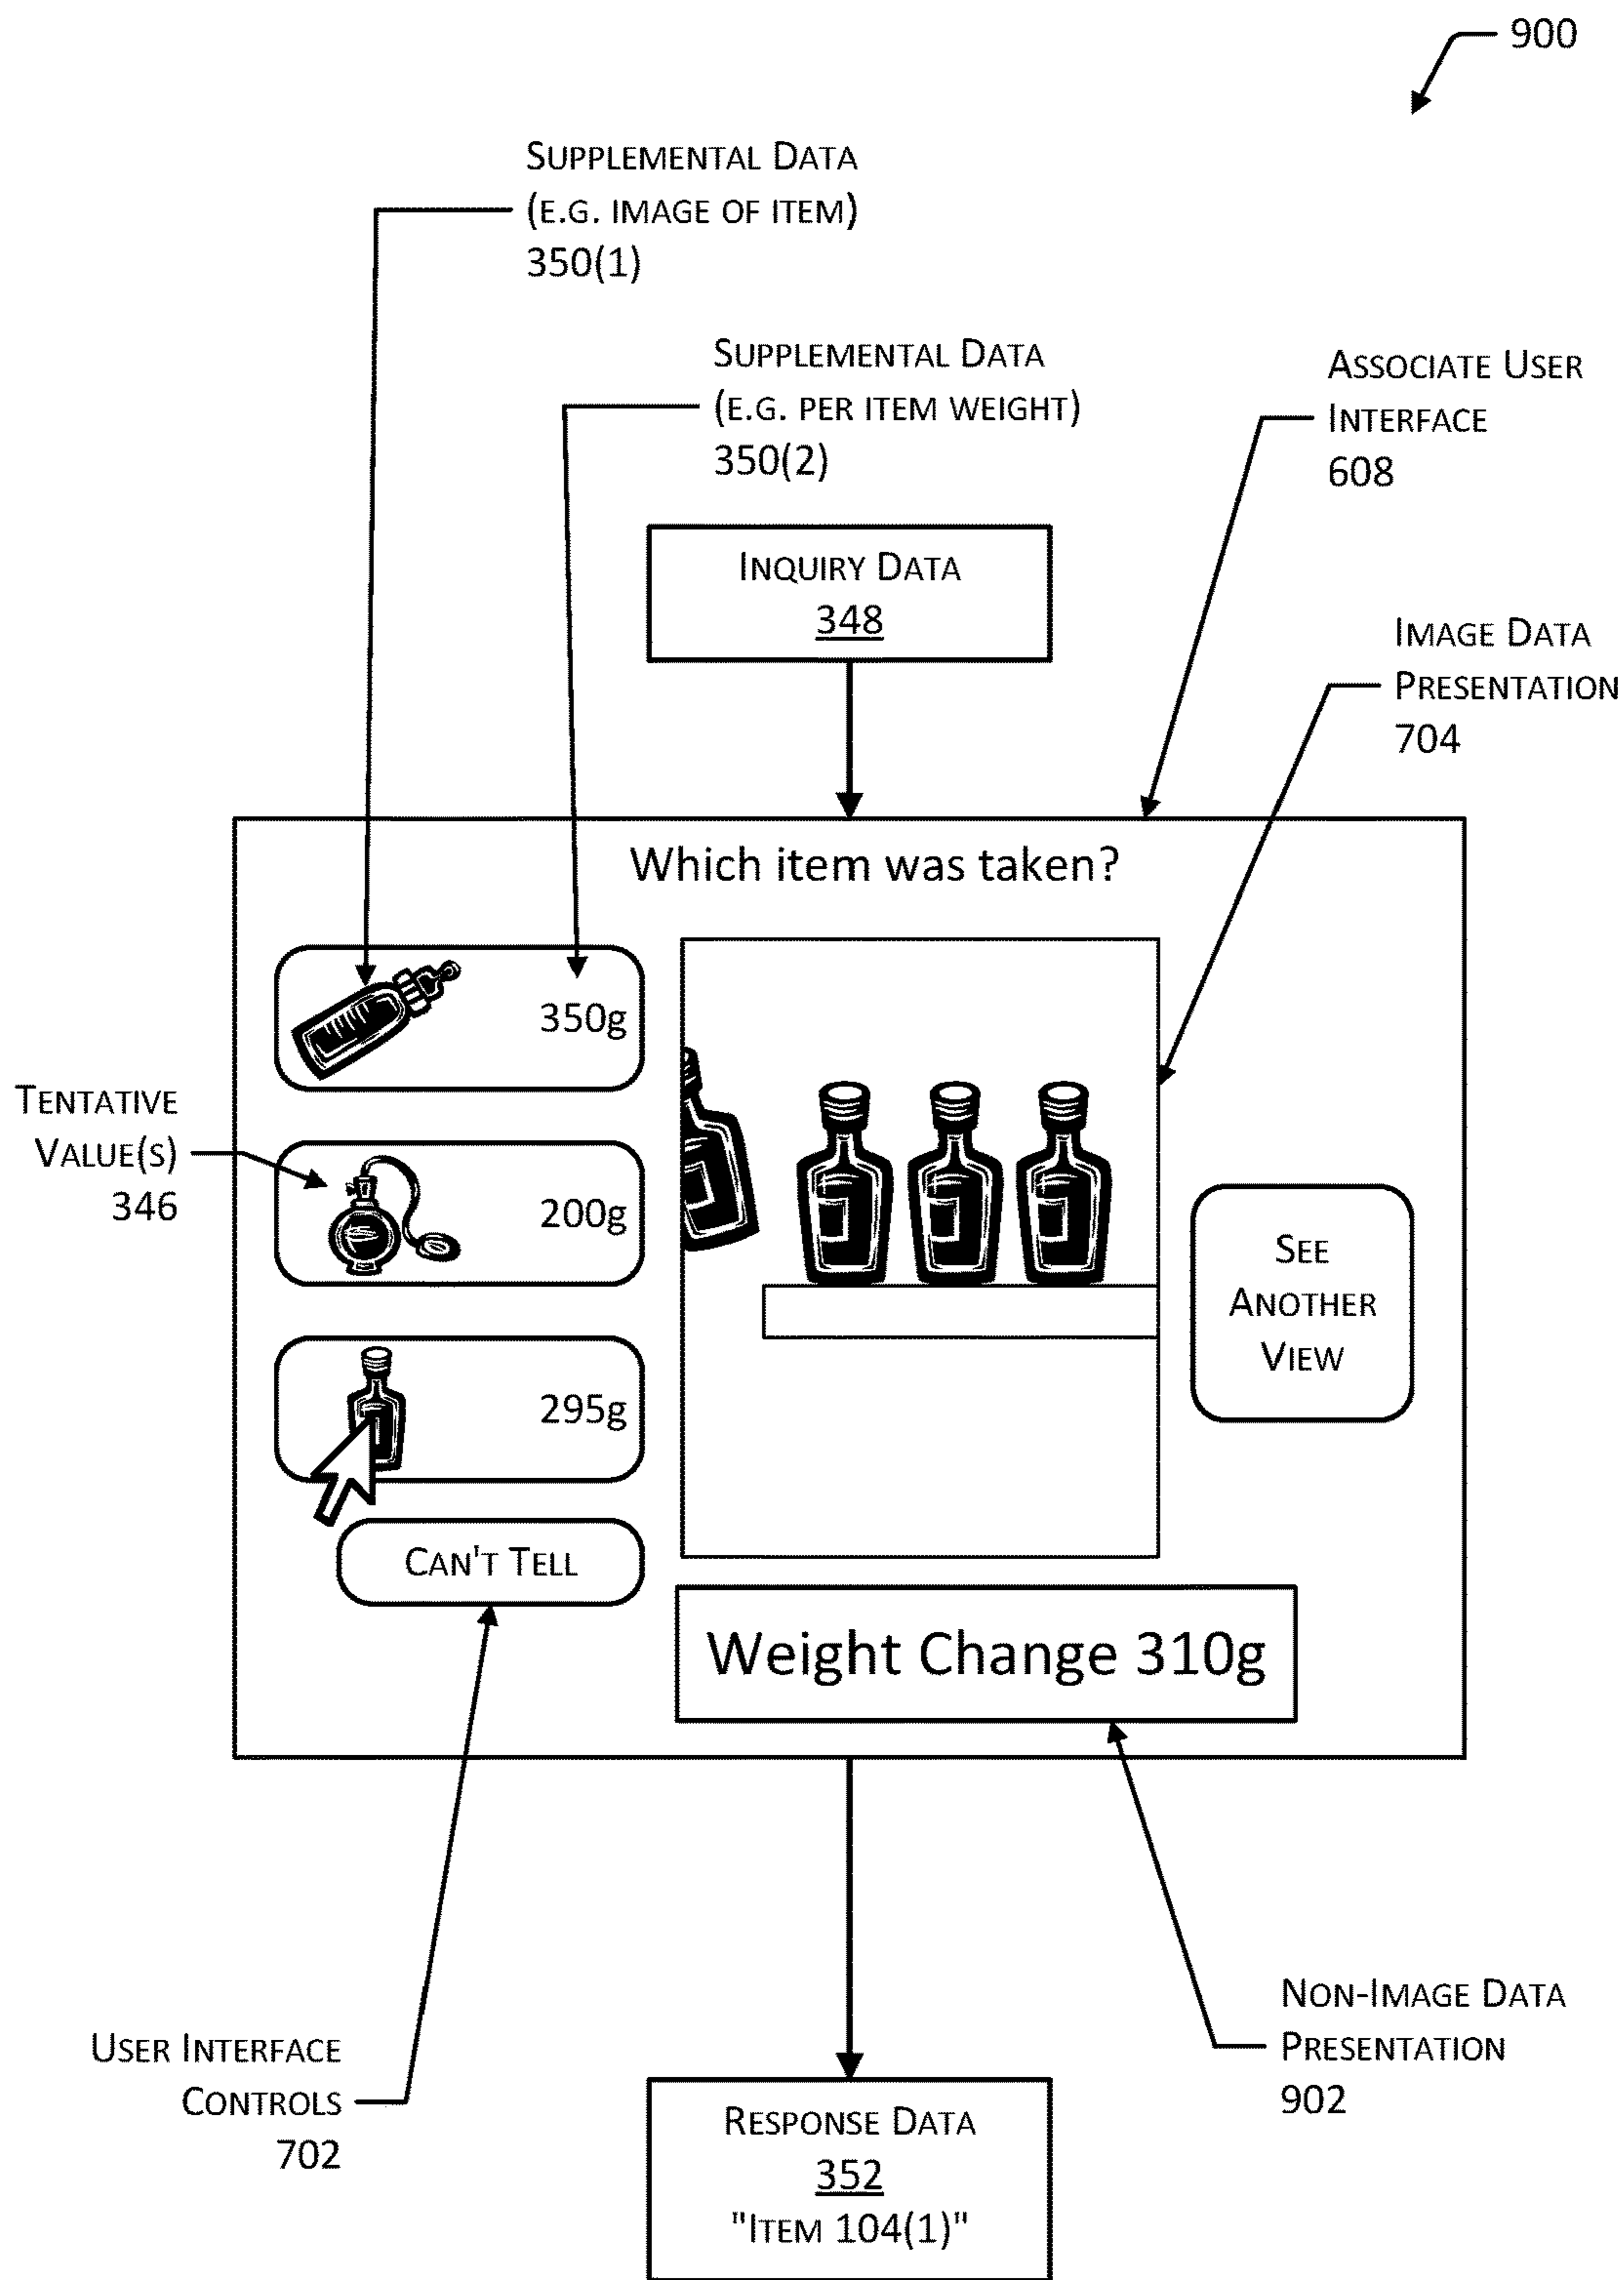 900
Supplemental Data
(e.g. image of item)
350(1)
Supplemental Data
(e.g. per item weight)
350(2)
Associate User
Interface
608
Inquiry Data
348
Image Data
Presentation
704
Which item was taken?
350g
Tentative
Value(s)
346
200g
See
Another
View
295g
Can't Tell
Weight Change 310g
User Interface
Controls
702
Non-Image Data
Presentation
902
Response Data
352
"Item 104(1)"